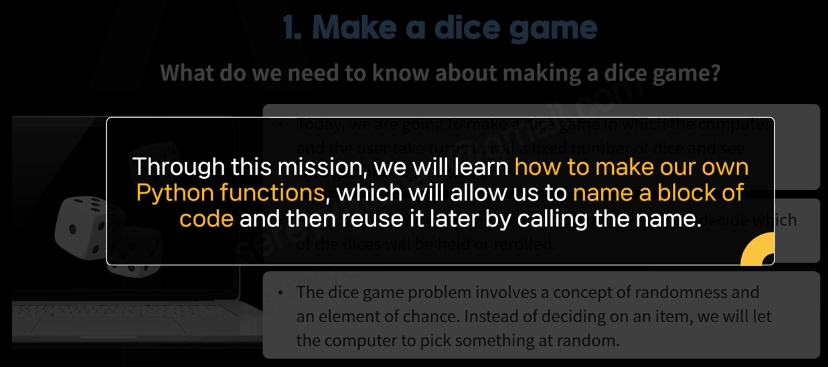 1. Make a dice game
What do we need to know about making a dice game?
• Today, we are going to make a dice game in which the computer
and the user take turns
fixed number of dice and see
Through this mission, we will learn how to make our own
Python functions, which will allow us to name a block of
code and then reuse it later by calling the name.
decide which
of the dices will be held or rerolled.
• The dice game problem involves a concept of randomness and
an element of chance. Instead of deciding on an item, we will let
the computer to pick something at random.